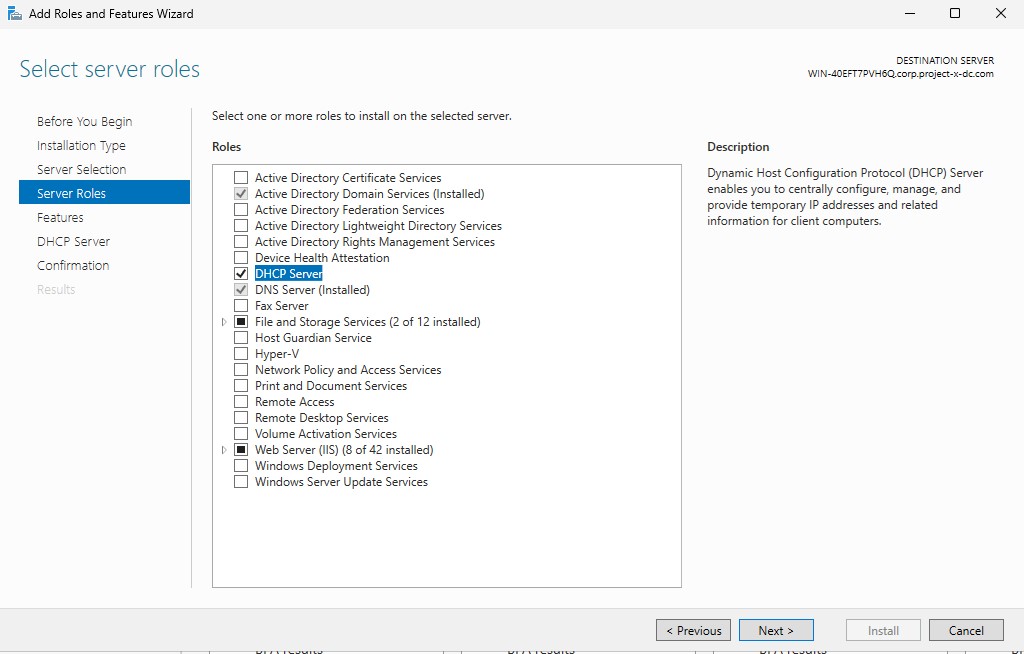 Add Roles and Features Wizard
Select server roles
DESTINATION SERVER
WIN-40EFT7PVH6Q.corp.project-x-dc.com
Before You Begin
Installation Type
Server Selection
Server Roles
Features
DHCP Server
Confirmation
Results
Select one or more roles to install on the selected server.
Roles
Active Directory Certificate Services
Active Directory Domain Services (Installed)
Active Directory Federation Services
Active Directory Lightweight Directory Services
Active Directory Rights Management Services
Device Health Attestation
DHCP Server
DNS Server (Installed)
Fax Server
File and Storage Services (2 of 12 installed)
Host Guardian Service
Hyper-V
Network Policy and Access Services
Print and Document Services
Remote Access
Remote Desktop Services
Volume Activation Services
Web Server (IIS) (8 of 42 installed)
Windows Deployment Services
Windows Server Update Services
Description
Dynamic Host Configuration Protocol (DHCP) Server
enables you to centrally configure, manage, and
provide temporary IP addresses and related
information for client computers.
< Previous
Next >
Install
Cancel
BPA results
BPA results
BPA results